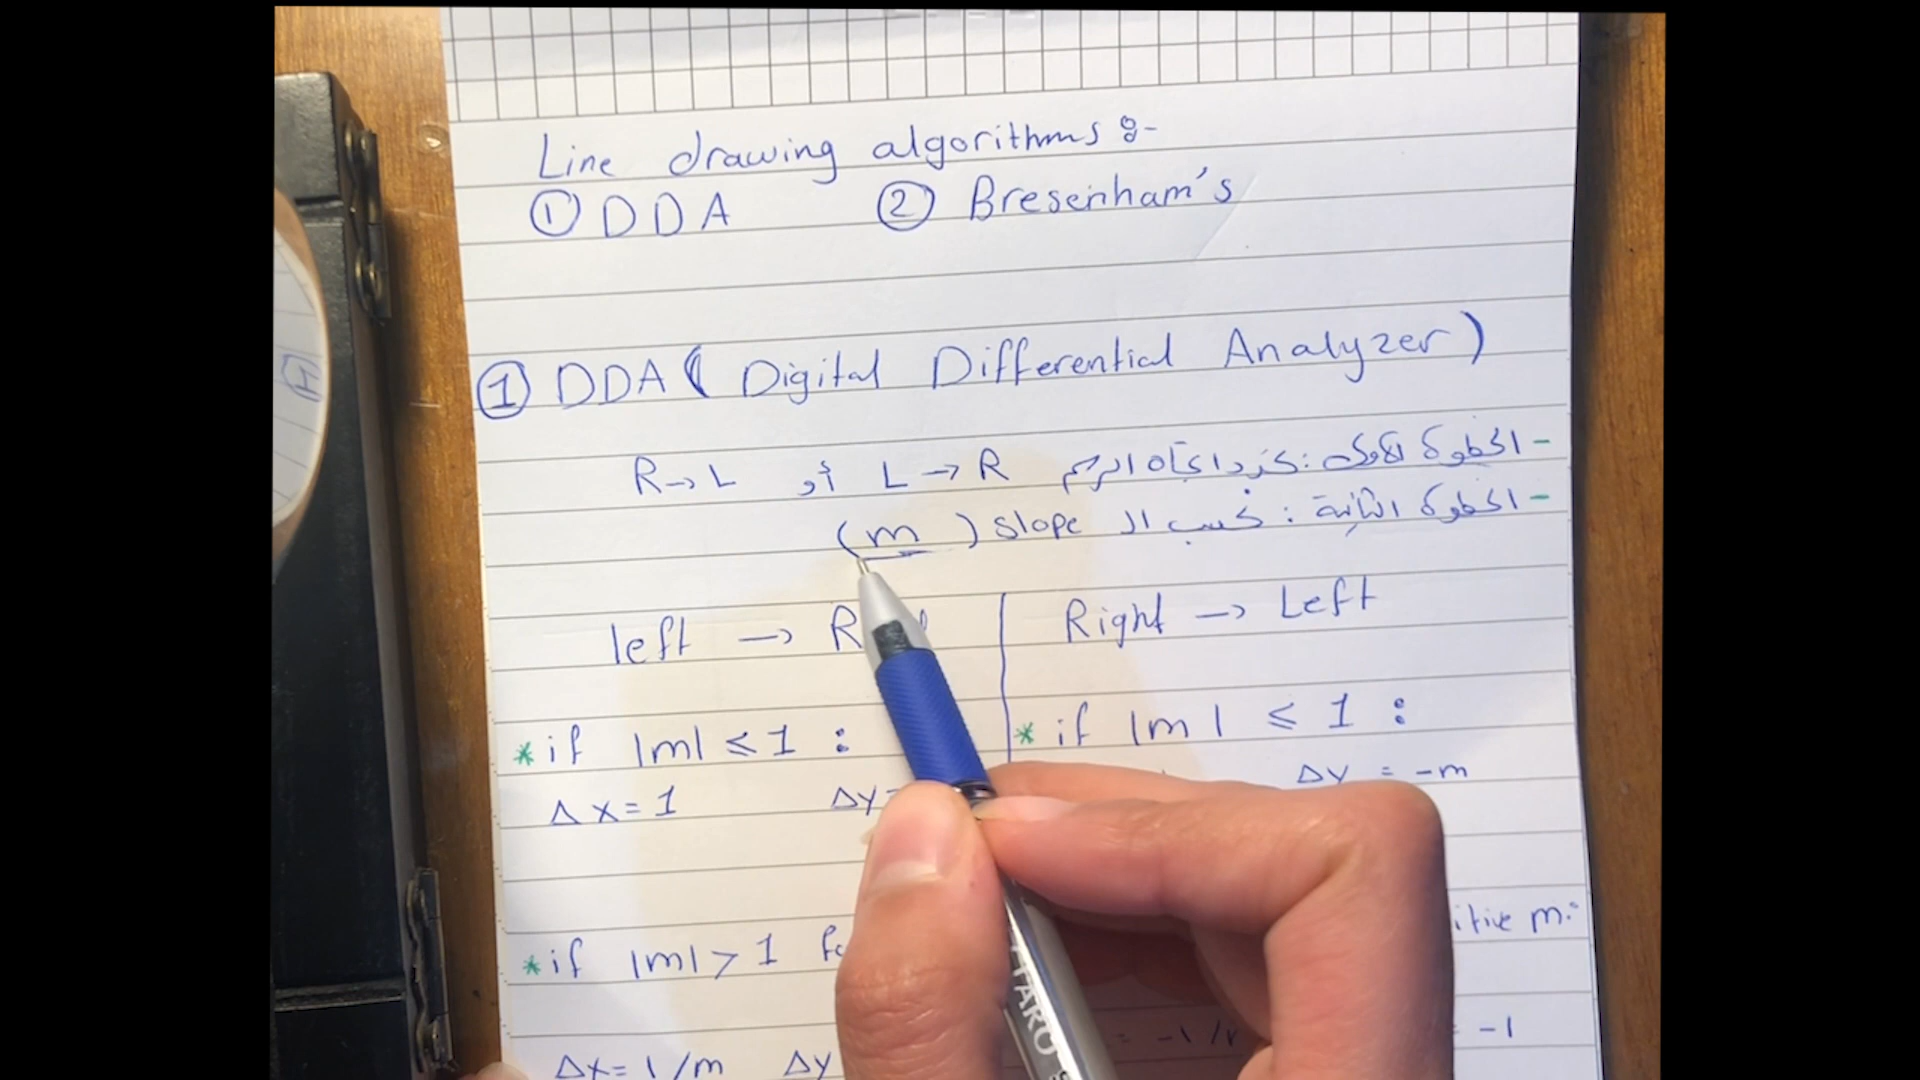 Line drawing algorithms :-
① DDA ② Bresenham's
① DDA ( Digital Differential Analyzer )
- الخطوة الأولى : نحدد اتجاه الرسم L → R أو R → L
- الخطوة الثانية : نحسب الـ slope (m)
left → R
Right → Left
* if |m| ≤ 1 :
* if |m| ≤ 1 :
Δx = 1 Δy =
Δy = -m
* if |m| > 1
m:
Δx = 1/m Δy
= -1